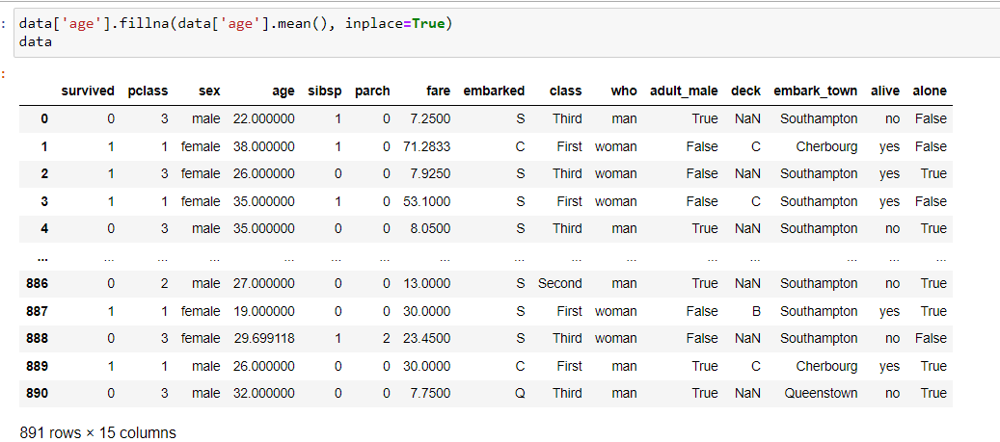 : data['age'].fillna(data['age'].mean(), inplace=True)
data
:
survived pclass sex age sibsp parch fare embarked class who adult_male deck embark_town alive alone
0 0 3 male 22.000000 1 0 7.2500 S Third man True NaN Southampton no False
1 1 1 female 38.000000 1 0 71.2833 C First woman False C Cherbourg yes False
2 1 3 female 26.000000 0 0 7.9250 S Third woman False NaN Southampton yes True
3 1 1 female 35.000000 1 0 53.1000 S First woman False C Southampton yes False
4 0 3 male 35.000000 0 0 8.0500 S Third man True NaN Southampton no True
... ... ... ... ... ... ... ... ... ... ... ... ... ... ... ...
886 0 2 male 27.000000 0 0 13.0000 S Second man True NaN Southampton no True
887 1 1 female 19.000000 0 0 30.0000 S First woman False B Southampton yes True
888 0 3 female 29.699118 1 2 23.4500 S Third woman False NaN Southampton no False
889 1 1 male 26.000000 0 0 30.0000 C First man True C Cherbourg yes True
890 0 3 male 32.000000 0 0 7.7500 Q Third man True NaN Queenstown no True
891 rows × 15 columns